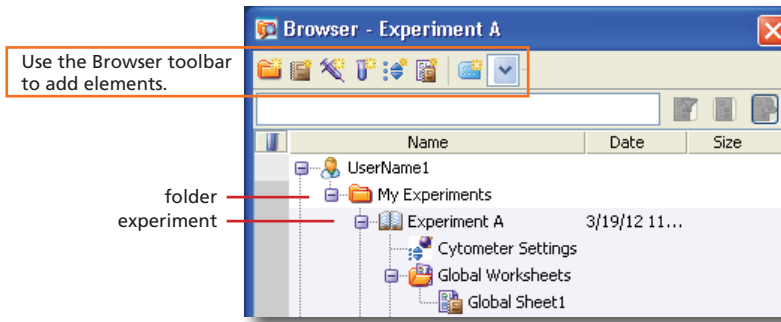 Browser - Experiment A
Use the Browser toolbar
to add elements.
Name Date Size
UserName1
folder My Experiments
experiment Experiment A 3/19/12 11...
Cytometer Settings
Global Worksheets
Global Sheet1